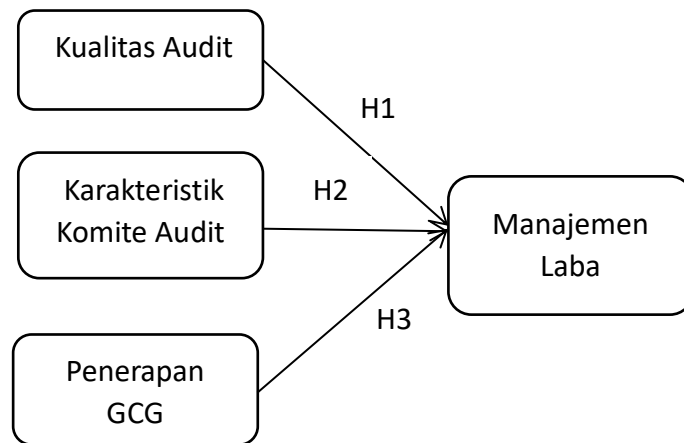 Kualitas Audit
H1
Karakteristik
Komite Audit
H2
Manajemen
Laba
H3
Penerapan
GCG